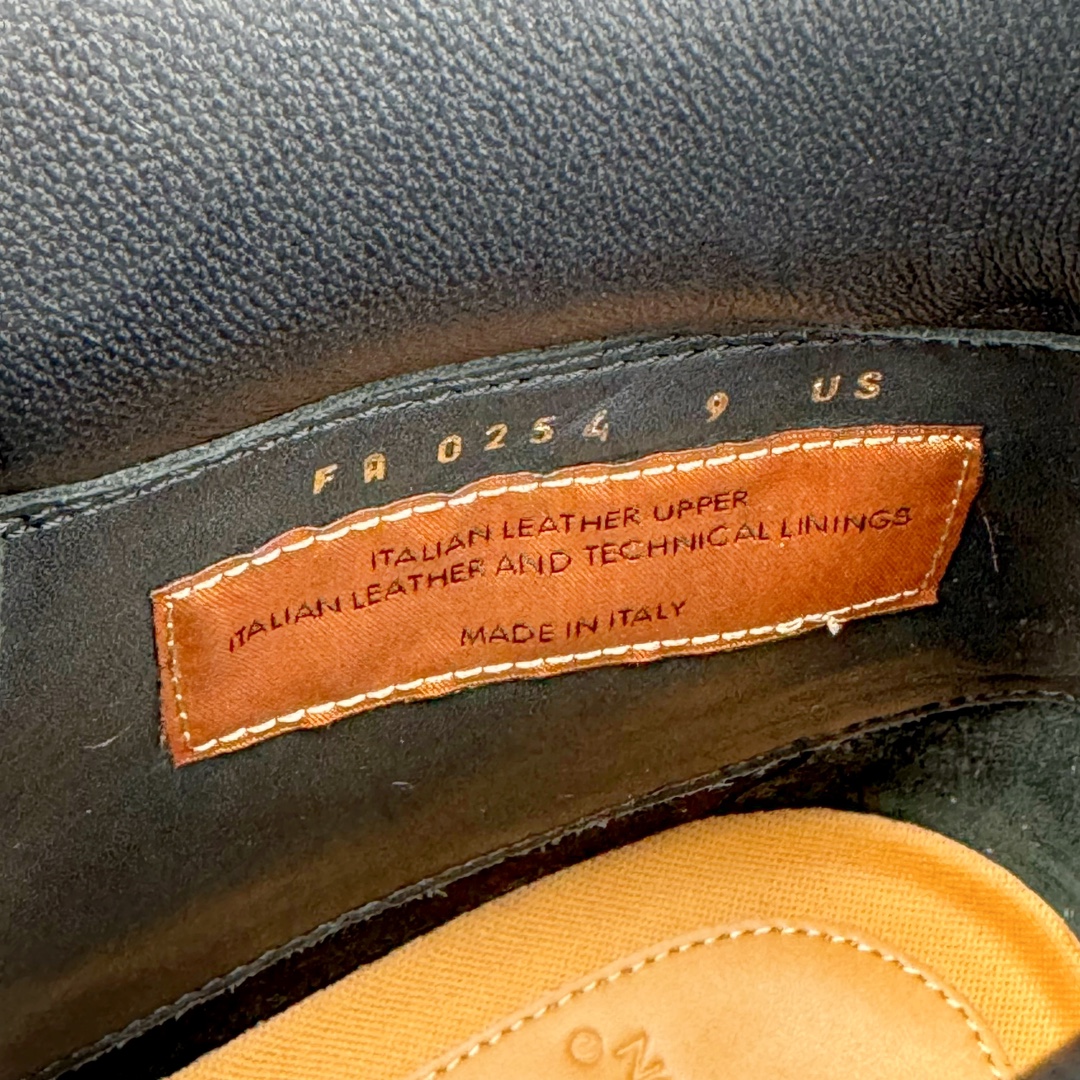 FA 0254 9 US
ITALIAN LEATHER UPPER
ITALIAN LEATHER AND TECHNICAL LININGS
MADE IN ITALY